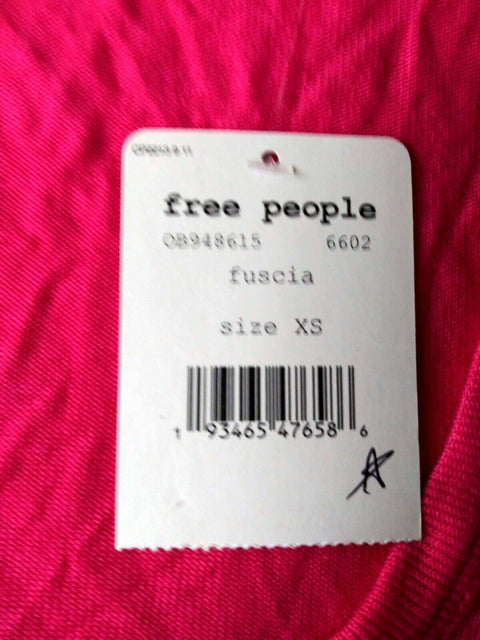 free people
OB948615 6602
fuscia
size XS
1 93465 47658 6